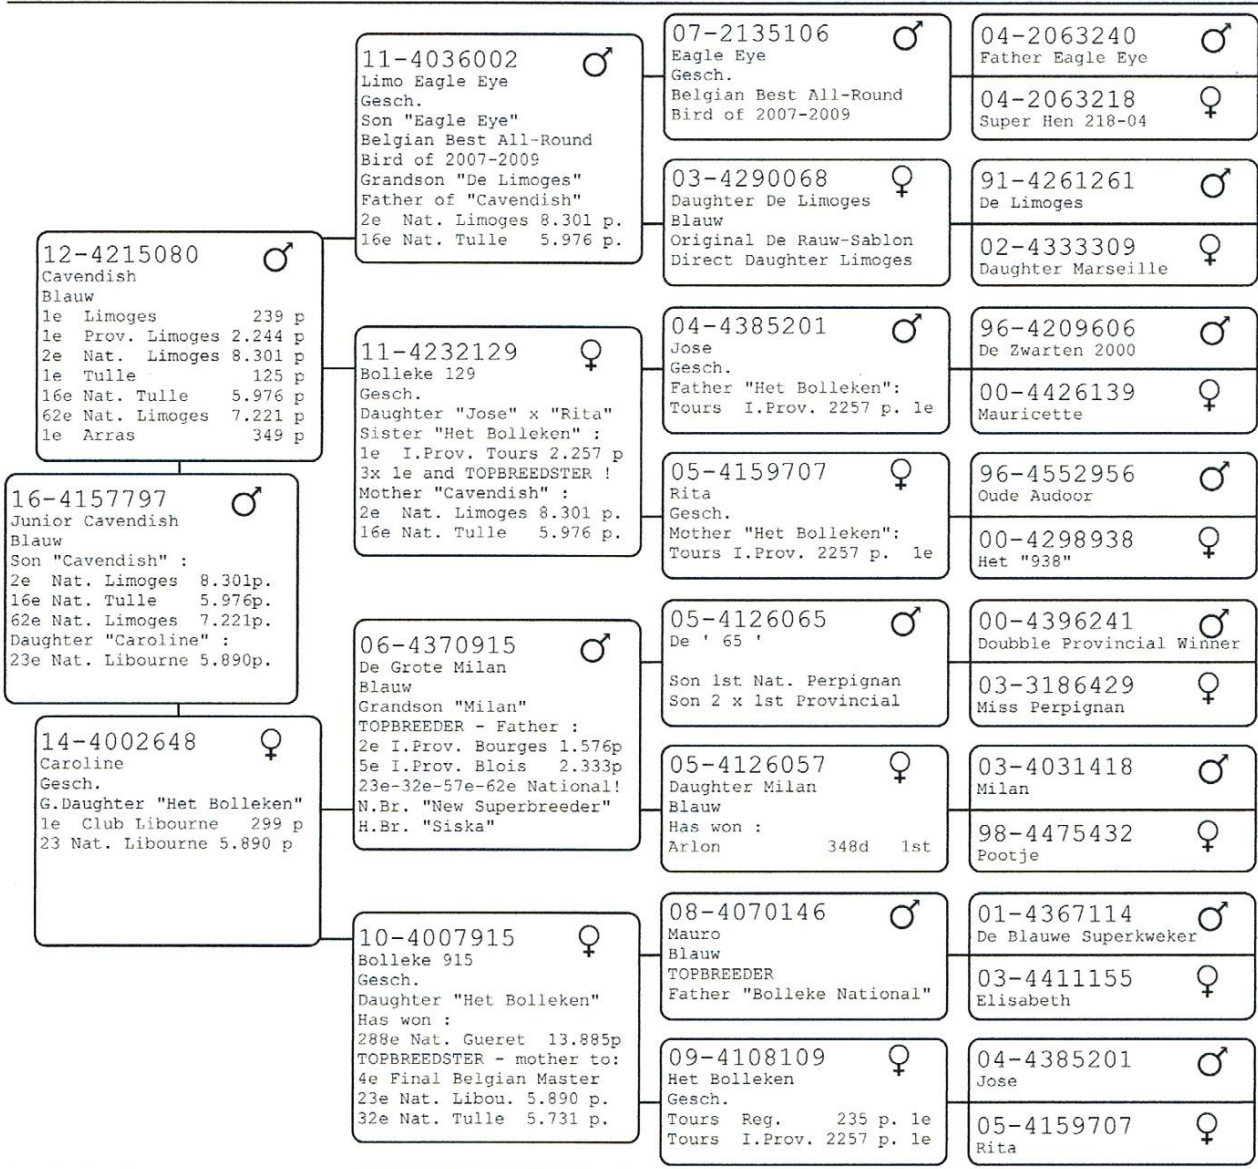 16-4157797
Junior Cavendish
Blauw
Son "Cavendish" :
2e Nat. Limoges 8.301p.
16e Nat. Tulle 5.976p.
62e Nat. Limoges 7.221p.
Daughter "Caroline" :
23e Nat. Libourne 5.890p.
12-4215080
Cavendish
Blauw
1e Limoges 239 p
1e Prov. Limoges 2.244 p
2e Nat. Limoges 8.301 p
1e Tulle 125 p
16e Nat. Tulle 5.976 p
62e Nat. Limoges 7.221 p
1e Arras 349 p
14-4002648
Caroline
Gesch.
G.Daughter "Het Bolleken"
1e Club Libourne 299 p
23 Nat. Libourne 5.890 p
11-4036002
Limo Eagle Eye
Gesch.
Son "Eagle Eye"
Belgian Best All-Round
Bird of 2007-2009
Grandson "De Limoges"
Father of "Cavendish"
2e Nat. Limoges 8.301 p.
16e Nat. Tulle 5.976 p.
11-4232129
Bolleke 129
Gesch.
Daughter "Jose" x "Rita"
Sister "Het Bolleken" :
1e I.Prov. Tours 2.257 p
3x 1e and TOPBREEDSTER !
Mother "Cavendish" :
2e Nat. Limoges 8.301 p.
16e Nat. Tulle 5.976 p.
06-4370915
De Grote Milan
Blauw
Grandson "Milan"
TOPBREEDER - Father :
2e I.Prov. Bourges 1.576p
5e I.Prov. Blois 2.333p
23e-32e-57e-62e National!
N.Br. "New Superbreeder"
H.Br. "Siska"
10-4007915
Bolleke 915
Gesch.
Daughter "Het Bolleken"
Has won :
288e Nat. Gueret 13.885p
TOPBREEDSTER - mother to:
4e Final Belgian Master
23e Nat. Libou. 5.890 p.
32e Nat. Tulle 5.731 p.
07-2135106
Eagle Eye
Gesch.
Belgian Best All-Round
Bird of 2007-2009
03-4290068
Daughter De Limoges
Blauw
Original De Rauw-Sablon
Direct Daughter Limoges
04-4385201
Jose
Gesch.
Father "Het Bolleken":
Tours I.Prov. 2257 p. 1e
05-4159707
Rita
Gesch.
Mother "Het Bolleken":
Tours I.Prov. 2257 p. 1e
05-4126065
De ' 65 '
Son 1st Nat. Perpignan
Son 2 x 1st Provincial
05-4126057
Daughter Milan
Blauw
Has won :
Arlon 348d 1st
08-4070146
Mauro
Blauw
TOPBREEDER
Father "Bolleke National"
09-4108109
Het Bolleken
Gesch.
Tours Reg. 235 p. 1e
Tours I.Prov. 2257 p. 1e
04-2063240
Father Eagle Eye
04-2063218
Super Hen 218-04
91-4261261
De Limoges
02-4333309
Daughter Marseille
96-4209606
De Zwarten 2000
00-4426139
Mauricette
96-4552956
Oude Audoor
00-4298938
Het "938"
00-4396241
Doubble Provincial Winner
03-3186429
Miss Perpignan
03-4031418
Milan
98-4475432
Pootje
01-4367114
De Blauwe Superkweker
03-4411155
Elisabeth
04-4385201
Jose
05-4159707
Rita